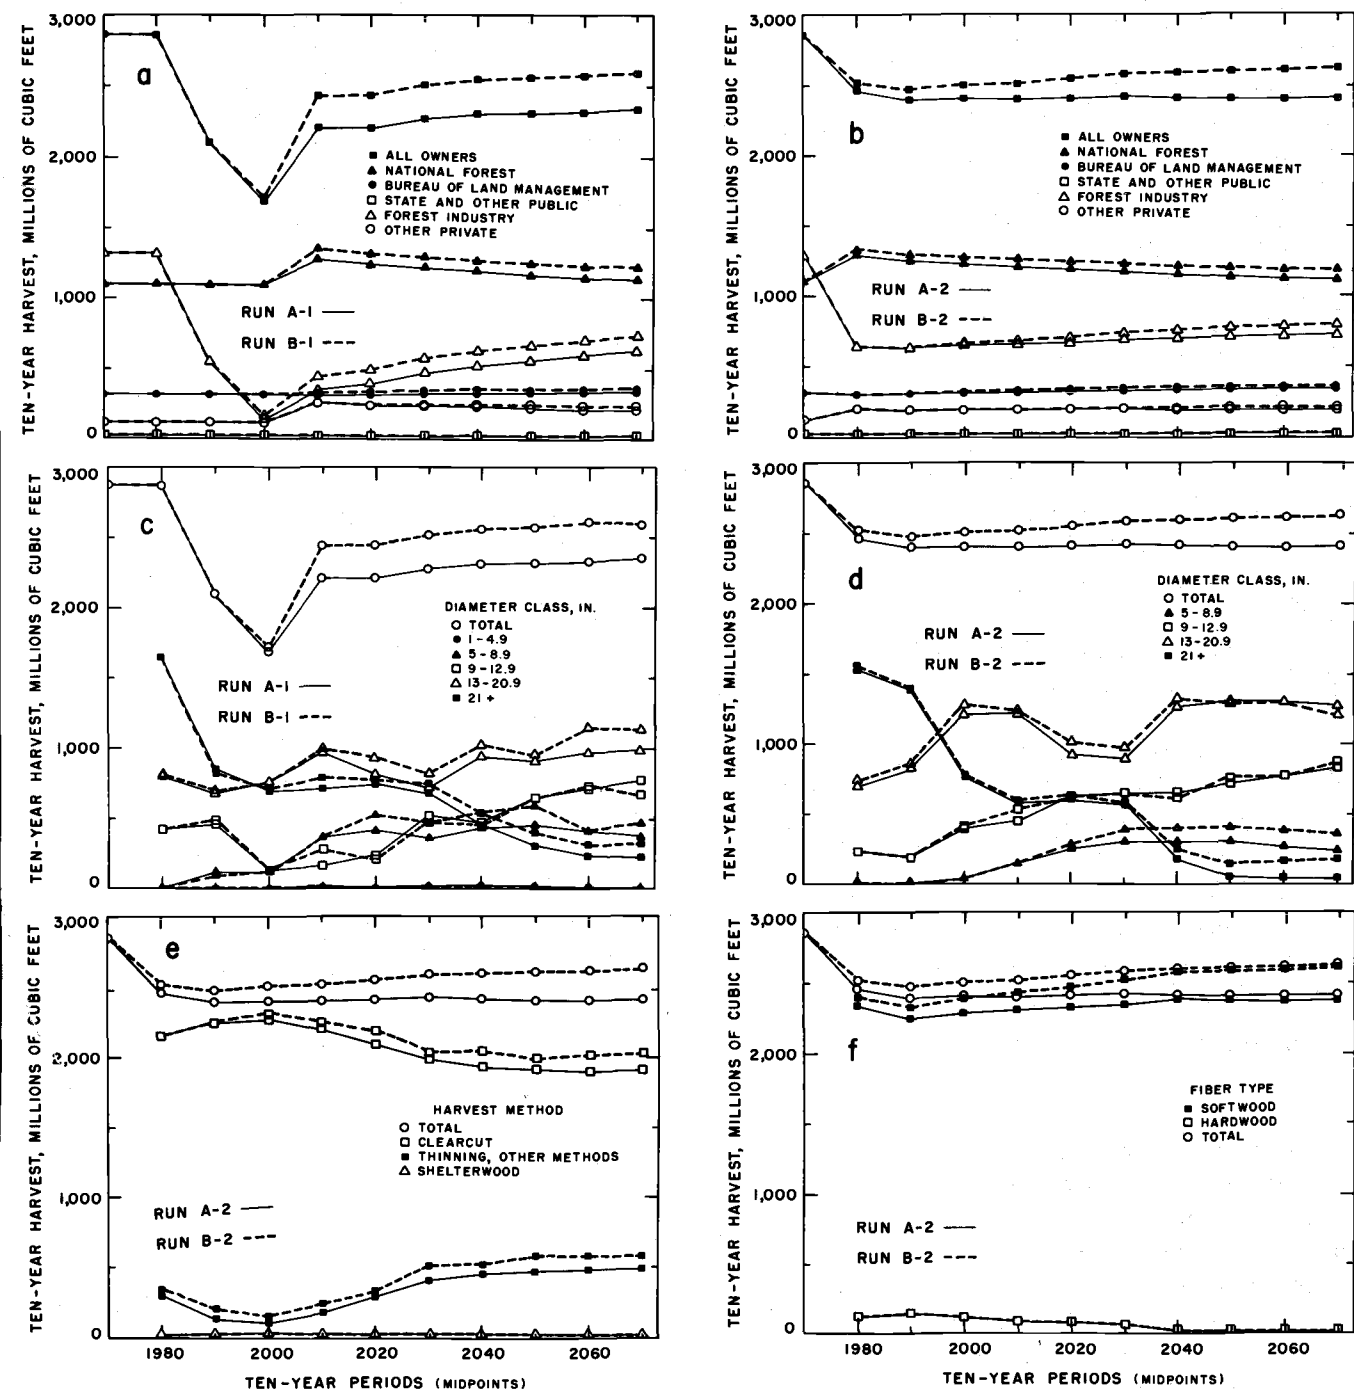 TEN-YEAR HARVEST, MILLIONS OF CUBIC FEET
3,000
2,000
1,000
0
a
ALL OWNERS
NATIONAL FOREST
BUREAU OF LAND MANAGEMENT
STATE AND OTHER PUBLIC
FOREST INDUSTRY
OTHER PRIVATE
RUN A-1
RUN B-1
TEN-YEAR HARVEST, MILLIONS OF CUBIC FEET
3,000
2,000
1,000
0
b
ALL OWNERS
NATIONAL FOREST
BUREAU OF LAND MANAGEMENT
STATE AND OTHER PUBLIC
FOREST INDUSTRY
OTHER PRIVATE
RUN A-2
RUN B-2
TEN-YEAR HARVEST, MILLIONS OF CUBIC FEET
3,000
2,000
1,000
0
c
DIAMETER CLASS, IN.
TOTAL
1-4.9
5-8.9
9-12.9
13-20.9
21+
RUN A-1
RUN B-1
TEN-YEAR HARVEST, MILLIONS OF CUBIC FEET
3,000
2,000
1,000
0
d
DIAMETER CLASS, IN.
TOTAL
5-8.9
9-12.9
13-20.9
21+
RUN A-2
RUN B-2
TEN-YEAR HARVEST, MILLIONS OF CUBIC FEET
3,000
2,000
1,000
0
e
HARVEST METHOD
TOTAL
CLEARCUT
THINNING, OTHER METHODS
SHELTERWOOD
RUN A-2
RUN B-2
1980 2000 2020 2040 2060
TEN-YEAR PERIODS (MIDPOINTS)
TEN-YEAR HARVEST, MILLIONS OF CUBIC FEET
3,000
2,000
1,000
0
f
FIBER TYPE
SOFTWOOD
HARDWOOD
TOTAL
RUN A-2
RUN B-2
1980 2000 2020 2040 2060
TEN-YEAR PERIODS (MIDPOINTS)